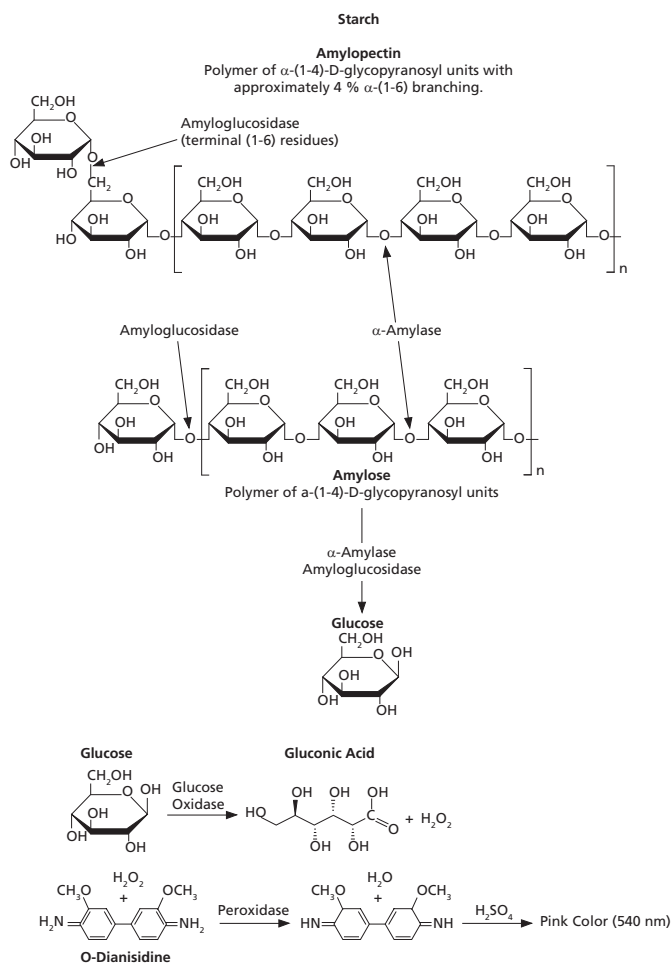 Starch
Amylopectin
Polymer of α-(1-4)-D-glycopyranosyl units with
approximately 4 % α-(1-6) branching.
CH₂OH
O
OH
OH
HO
O
Amyloglucosidase
(terminal (1-6) residues)
CH₂
O
OH
HO
OH
O
CH₂OH
O
OH
OH
O
CH₂OH
O
OH
OH
O
CH₂OH
O
OH
OH
O
CH₂OH
O
OH
OH
O
n
Amyloglucosidase
α-Amylase
CH₂OH
O
OH
OH
OH
O
CH₂OH
O
OH
OH
O
CH₂OH
O
OH
OH
O
CH₂OH
O
OH
OH
O
n
Amylose
Polymer of a-(1-4)-D-glycopyranosyl units
α-Amylase
Amyloglucosidase
Glucose
CH₂OH
O OH
OH
OH
OH
Glucose
CH₂OH
O OH
OH
OH
OH
Glucose
Oxidase
Gluconic Acid
HO
OH
OH
OH
OH
OH
C
O
+ H₂O₂
H₂O₂
+
CH₃O
OCH₃
H₂N
NH₂
O-Dianisidine
Peroxidase
H₂O
+
CH₃O
OCH₃
HN
NH
H₂SO₄
Pink Color (540 nm)